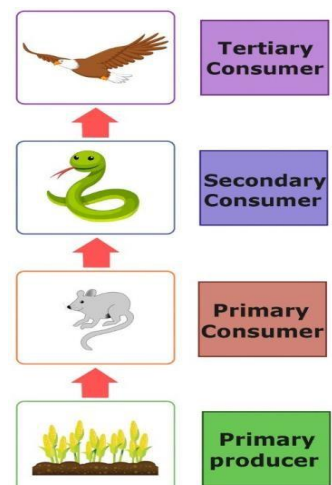 Tertiary
Consumer
Secondary
Consumer
Primary
Consumer
Primary
producer